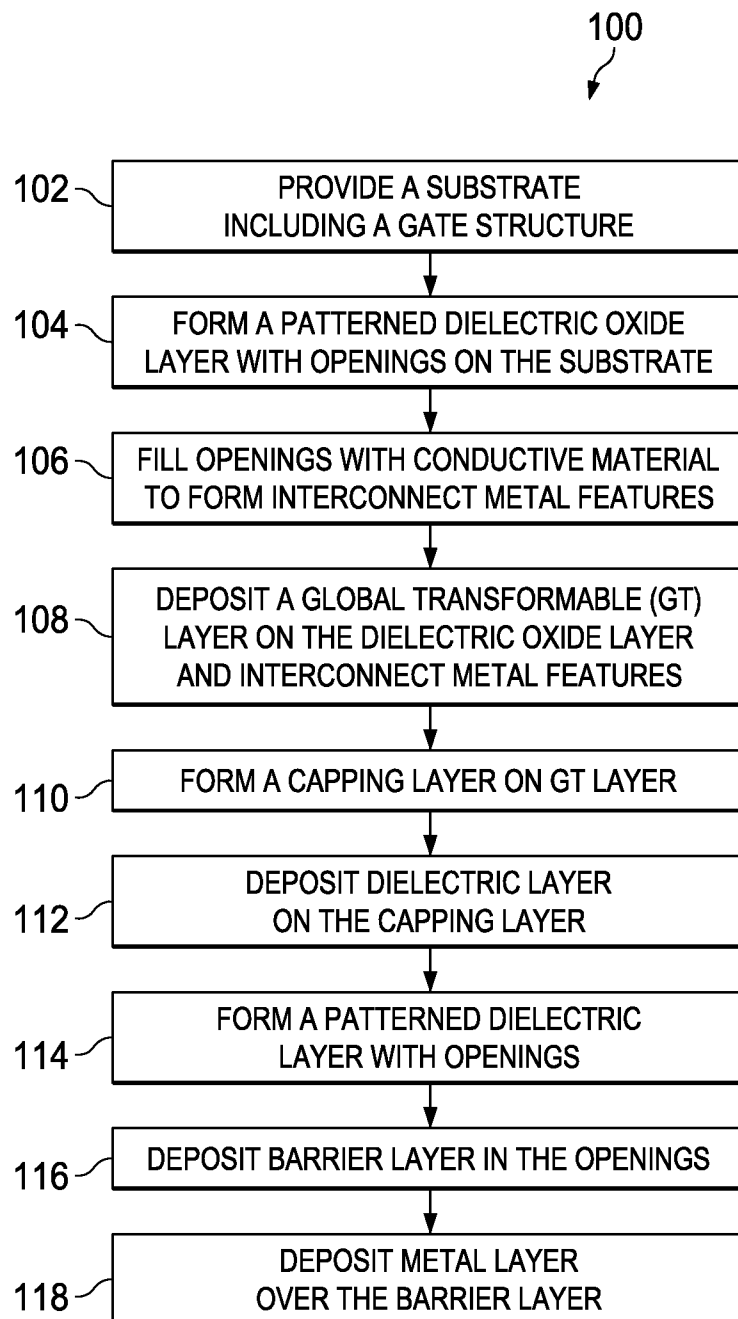 100
102
PROVIDE A SUBSTRATE
INCLUDING A GATE STRUCTURE
104
FORM A PATTERNED DIELECTRIC OXIDE
LAYER WITH OPENINGS ON THE SUBSTRATE
106
FILL OPENINGS WITH CONDUCTIVE MATERIAL
TO FORM INTERCONNECT METAL FEATURES
108
DEPOSIT A GLOBAL TRANSFORMABLE (GT)
LAYER ON THE DIELECTRIC OXIDE LAYER
AND INTERCONNECT METAL FEATURES
110
FORM A CAPPING LAYER ON GT LAYER
112
DEPOSIT DIELECTRIC LAYER
ON THE CAPPING LAYER
114
FORM A PATTERNED DIELECTRIC
LAYER WITH OPENINGS
116
DEPOSIT BARRIER LAYER IN THE OPENINGS
118
DEPOSIT METAL LAYER
OVER THE BARRIER LAYER